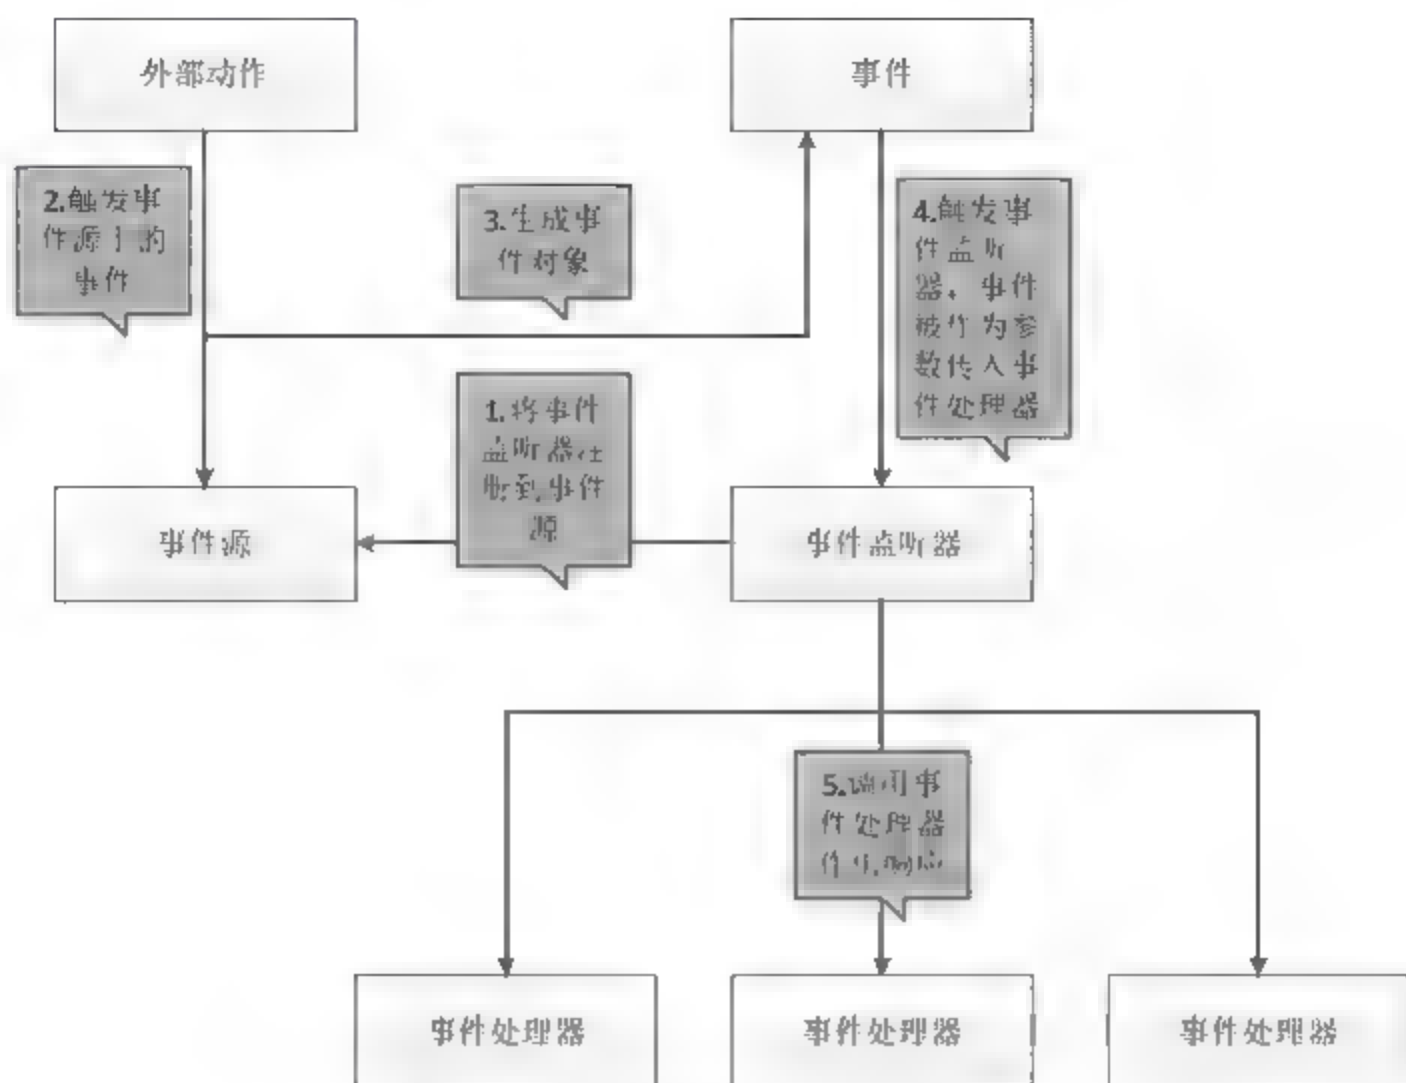 外部动作
事件
2.触发事
件源上的
事件
3.生成事
件对象
4.触发事
件监听
器，事件
被作为参
数传入事
件处理器
1.将事件
监听器注
册到事件
源
事件源
事件监听器
5.调用事
件处理器
作出响应
事件处理器
事件处理器
事件处理器